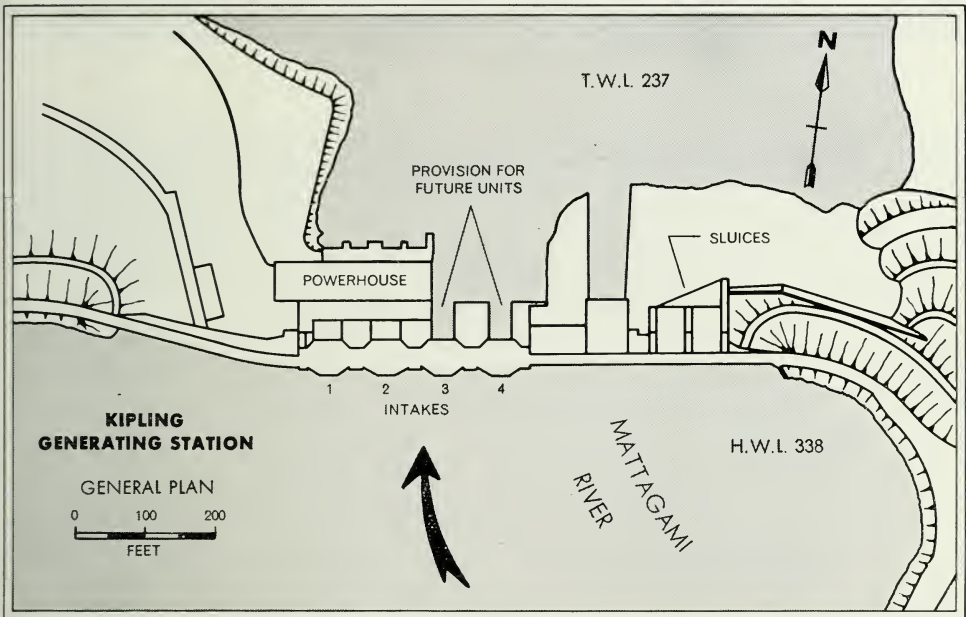 N
T.W.L. 237
PROVISION FOR
FUTURE UNITS
SLUICES
POWERHOUSE
1 2 3 4
INTAKES
KIPLING
GENERATING STATION
GENERAL PLAN
0 100 200
FEET
MATTAGAMI
RIVER
H.W.L. 338